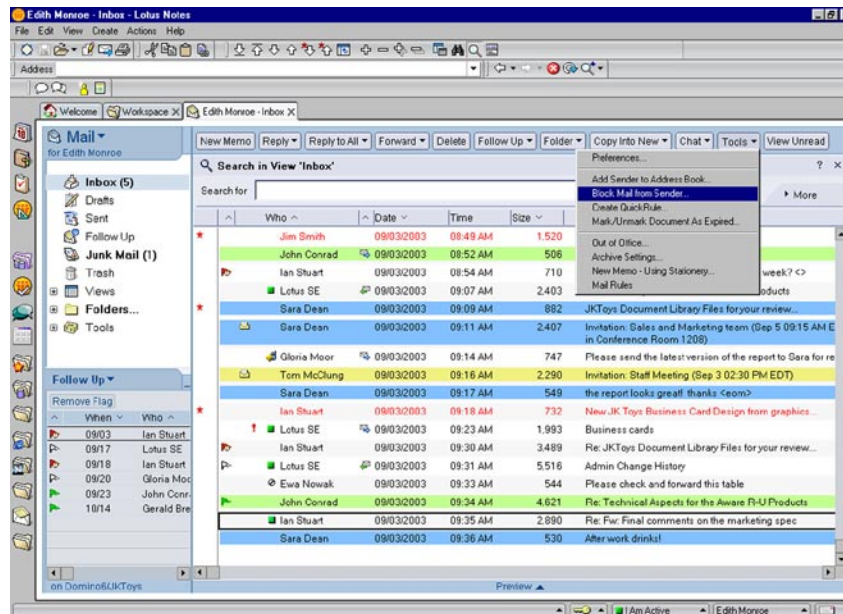 Edith Monroe - Inbox - Lotus Notes
File Edit View Create Actions Help
Address
Welcome Workspace Edith Monroe - Inbox
Mail
for Edith Monroe
New Memo Reply Reply to All Forward Delete Follow Up Folder Copy Into New Chat Tools View Unread
Inbox (5)
Drafts
Sent
Follow Up
Junk Mail (1)
Trash
Views
Folders...
Tools
Search in View 'Inbox'
Search for
More
Preferences...
Add Sender to Address Book...
Block Mail from Sender...
Create QuickRule...
Mark/Unmark Document As Expired...
Out of Office...
Archive Settings...
New Memo - Using Stationery...
Mail Rules
Who Date Time Size
Jim Smith 09/03/2003 08:49 AM 1,520
John Conrad 09/03/2003 08:52 AM 506
Ian Stuart 09/03/2003 08:54 AM 710 week? <>
Lotus SE 09/03/2003 09:07 AM 2,403 oducts
Sara Dean 09/03/2003 09:09 AM 882 JKToys Document Library Files for your review...
Sara Dean 09/03/2003 09:11 AM 2,407 Invitation: Sales and Marketing team (Sep 5 09:15 AM E
in Conference Room 1208)
Gloria Moor 09/03/2003 09:14 AM 747 Please send the latest version of the report to Sara for re
Tom McClung 09/03/2003 09:16 AM 2,290 Invitation: Staff Meeting (Sep 3 02:30 PM EDT)
Sara Dean 09/03/2003 09:17 AM 549 the report looks great! thanks <eom>
Ian Stuart 09/03/2003 09:18 AM 732 New JK Toys Business Card Design from graphics...
Lotus SE 09/03/2003 09:23 AM 1,993 Business cards
Ian Stuart 09/03/2003 09:30 AM 3,489 Re: JKToys Document Library Files for your review...
Lotus SE 09/03/2003 09:31 AM 5,516 Admin Change History
Ewa Nowak 09/03/2003 09:33 AM 544 Please check and forward this table
John Conrad 09/03/2003 09:34 AM 4,621 Re: Technical Aspects for the Aware R-U Products
Ian Stuart 09/03/2003 09:35 AM 2,890 Re: Fw: Final comments on the marketing spec
Sara Dean 09/03/2003 09:36 AM 530 After work drinks!
Follow Up
Remove Flag
When Who
09/03 Ian Stuart
09/17 Lotus SE
09/18 Ian Stuart
09/20 Gloria Moo
09/23 John Conr
10/14 Gerald Bre
on Domino6/JKToys
Preview
I Am Active Edith Monroe